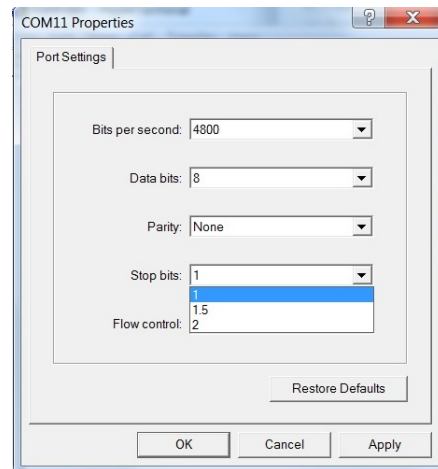 COM11 Properties
Port Settings
Bits per second: 4800
Data bits: 8
Parity: None
Stop bits: 1
1
1.5
Flow control: 2
Restore Defaults
OK Cancel Apply